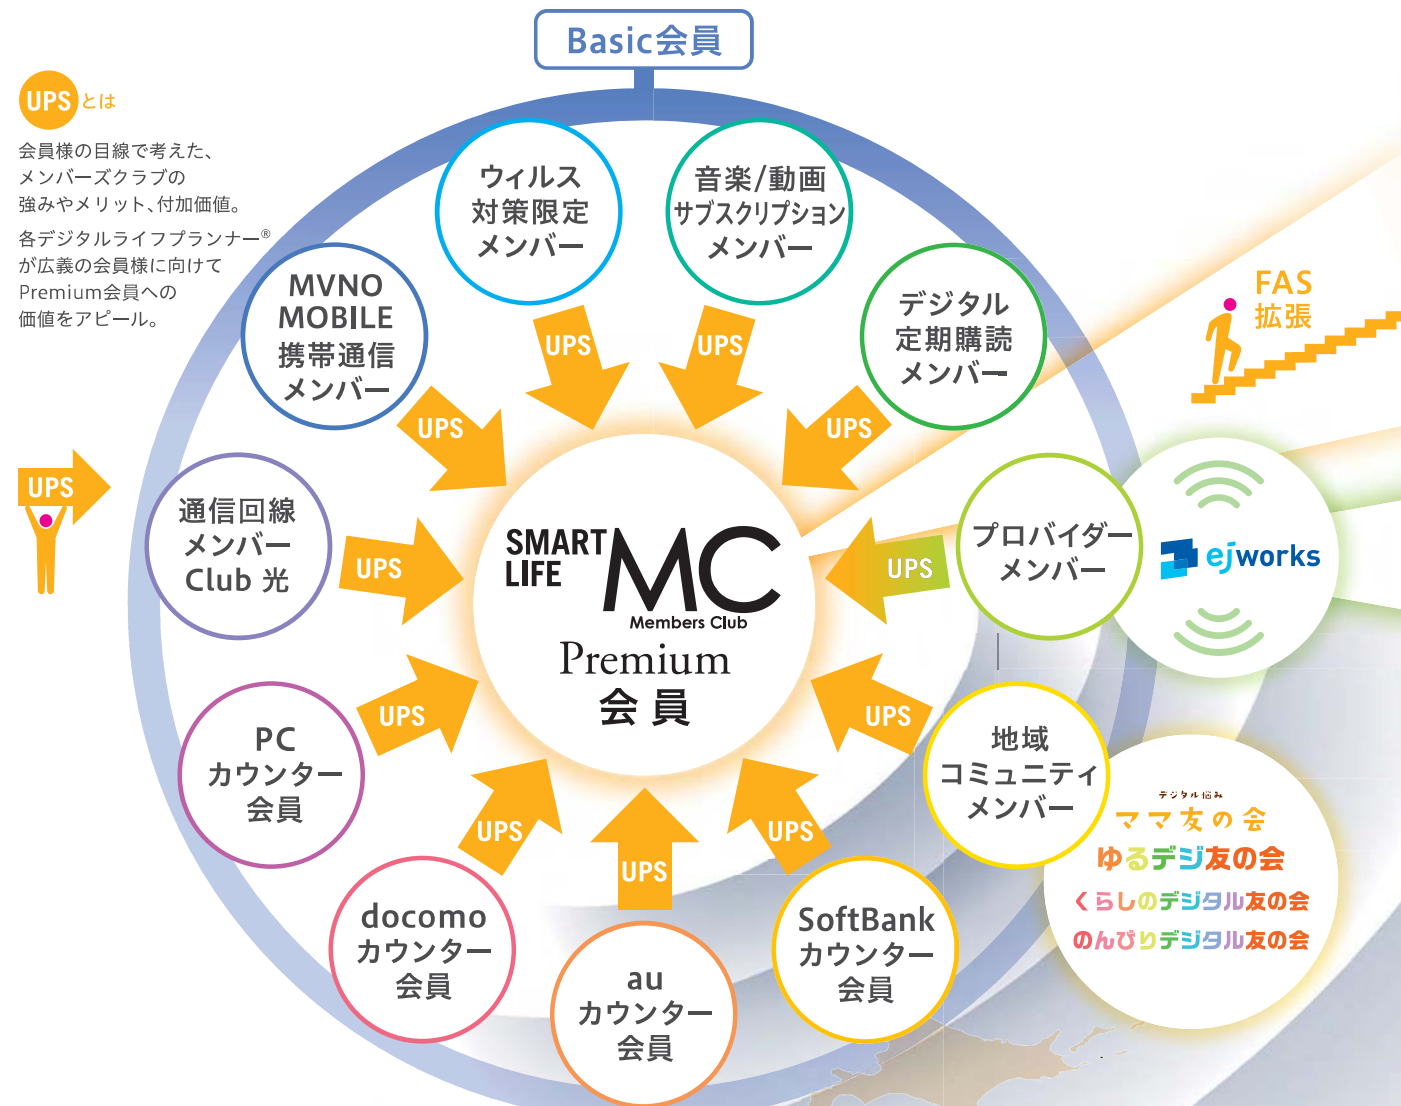 Basic会員
UPS とは
会員様の目線で考えた、
メンバーズクラブの
強みやメリット、付加価値。
各デジタルライフプランナー®
が広義の会員様に向けて
Premium会員への
価値をアピール。
ウィルス
対策限定
メンバー
音楽/動画
サブスクリプション
メンバー
MVNO
MOBILE
携帯通信
メンバー
デジタル
定期購読
メンバー
FAS
拡張
UPS
UPS
UPS
UPS
UPS
通信回線
メンバー
Club 光
UPS
SMART
LIFE
MC
Members Club
Premium
会員
UPS
プロバイダー
メンバー
ejworks
PC
カウンター
会員
UPS
UPS
地域
コミュニティ
メンバー
デジタル悩み
ママ友の会
ゆるデジ友の会
くらしのデジタル友の会
のんびりデジタル友の会
docomo
カウンター
会員
UPS
UPS
UPS
au
カウンター
会員
SoftBank
カウンター
会員